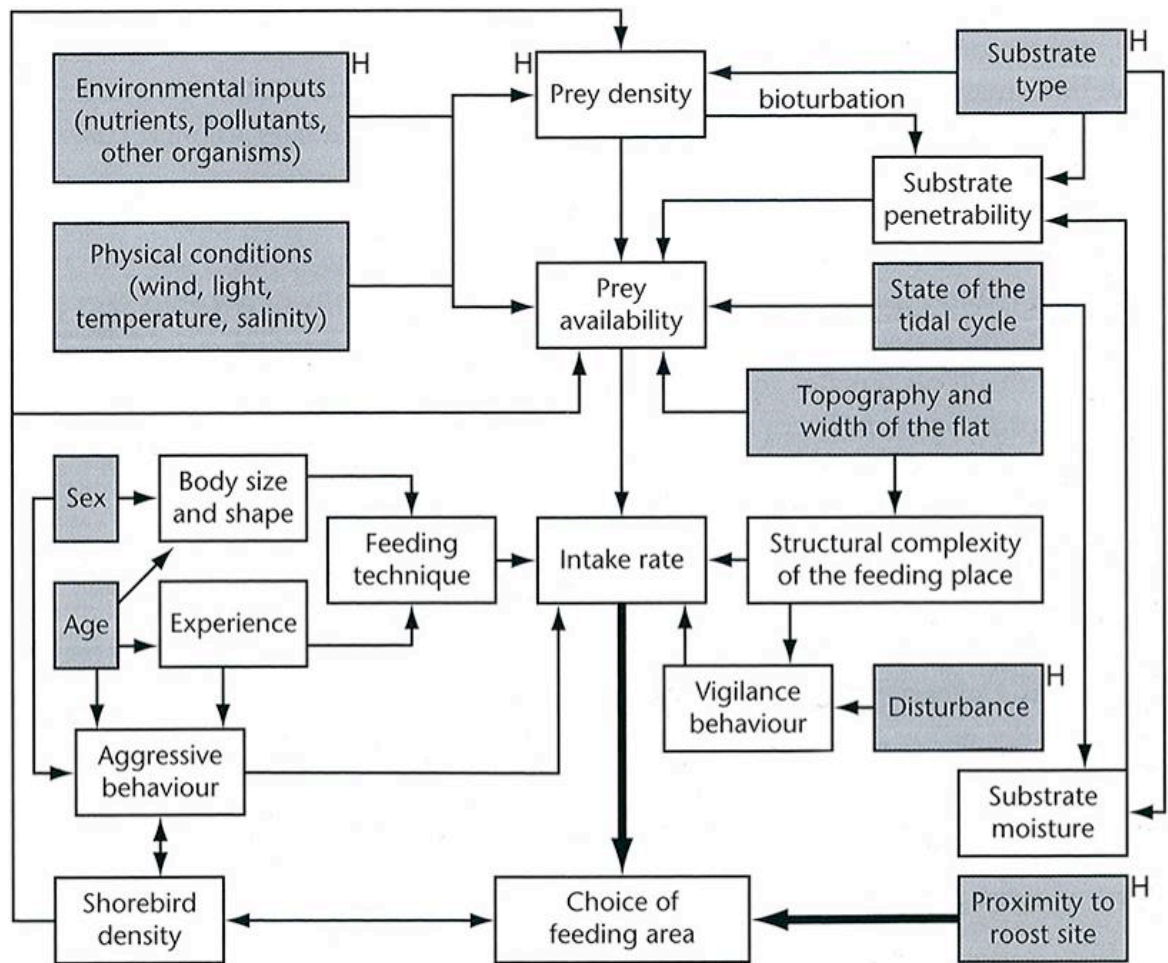 H
Environmental inputs
(nutrients, pollutants,
other organisms)
H
Prey density
H
Substrate
type
bioturbation
Substrate
penetrability
Physical conditions
(wind, light,
temperature, salinity)
Prey
availability
State of the
tidal cycle
Topography and
width of the flat
Sex
Body size
and shape
Feeding
technique
Intake rate
Structural complexity
of the feeding place
Age
Experience
Vigilance
behaviour
H
Disturbance
Aggressive
behaviour
Substrate
moisture
Shorebird
density
Choice of
feeding area
H
Proximity to
roost site